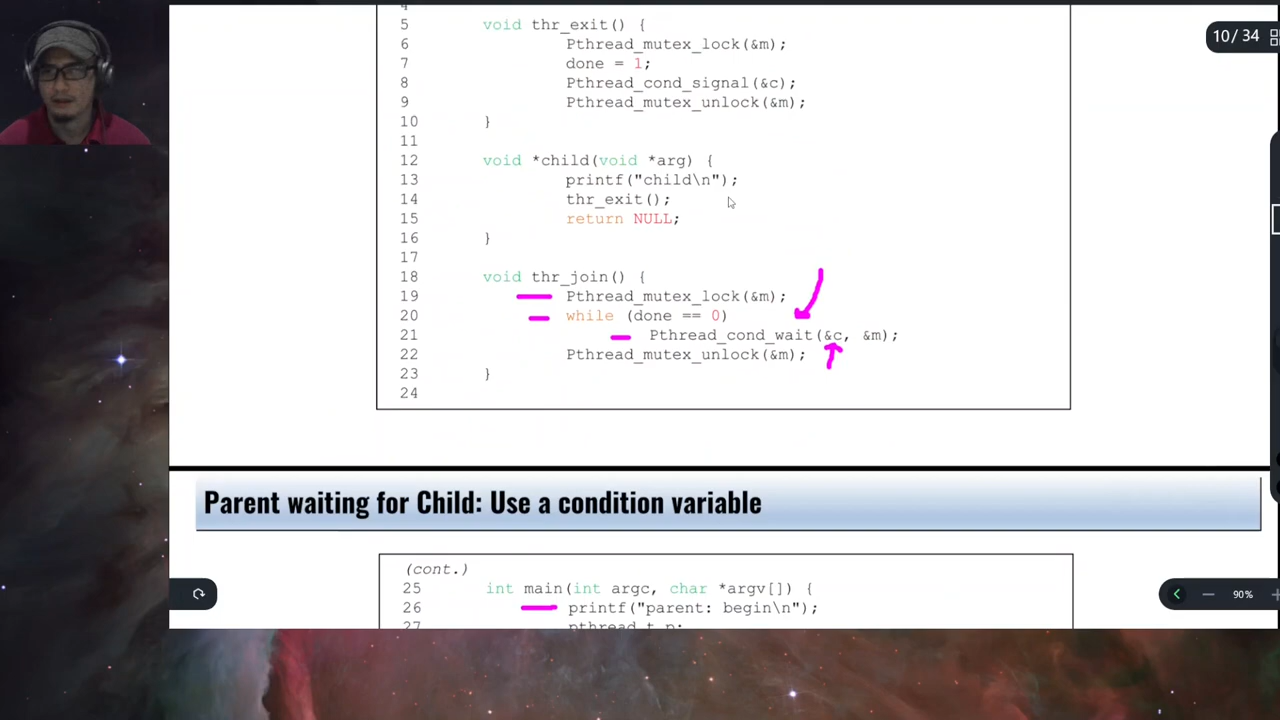 10 / 34
4
5 void thr_exit() {
6 Pthread_mutex_lock(&m);
7 done = 1;
8 Pthread_cond_signal(&c);
9 Pthread_mutex_unlock(&m);
10 }
11
12 void *child(void *arg) {
13 printf("child\n");
14 thr_exit();
15 return NULL;
16 }
17
18 void thr_join() {
19 Pthread_mutex_lock(&m);
20 while (done == 0)
21 Pthread_cond_wait(&c, &m);
22 Pthread_mutex_unlock(&m);
23 }
24
Parent waiting for Child: Use a condition variable
(cont.)
25 int main(int argc, char *argv[]) {
26 printf("parent: begin\n");
27 pthread_t p;
90%